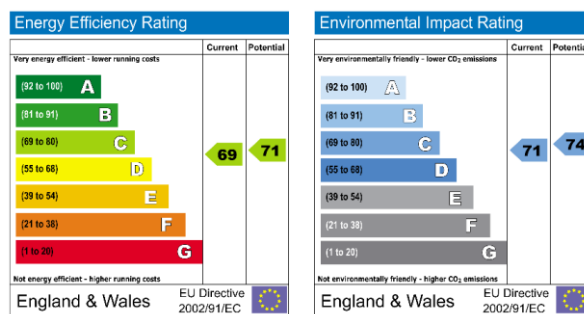 Energy Efficiency Rating
Current Potential
Very energy efficient - lower running costs
(92 to 100) A
(81 to 91) B
(69 to 80) C
(55 to 68) D
(39 to 54) E
(21 to 38) F
(1 to 20) G
69 71
Not energy efficient - higher running costs
England & Wales
EU Directive
2002/91/EC
Environmental Impact Rating
Current Potential
Very environmentally friendly - lower CO₂ emissions
(92 to 100) A
(81 to 91) B
(69 to 80) C
(55 to 68) D
(39 to 54) E
(21 to 38) F
(1 to 20) G
71 74
Not environmentally friendly - higher CO₂ emissions
England & Wales
EU Directive
2002/91/EC